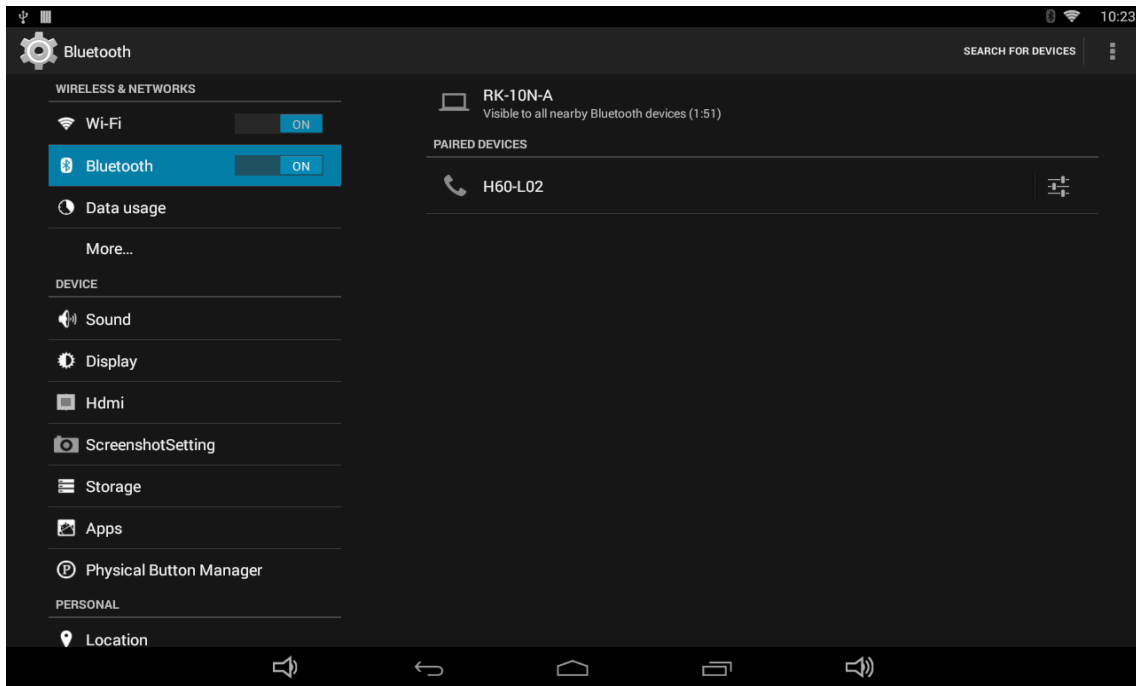 10:23
Bluetooth
SEARCH FOR DEVICES
WIRELESS & NETWORKS
Wi-Fi
ON
Bluetooth
ON
Data usage
More...
DEVICE
Sound
Display
Hdmi
ScreenshotSetting
Storage
Apps
Physical Button Manager
PERSONAL
Location
RK-10N-A
Visible to all nearby Bluetooth devices (1:51)
PAIRED DEVICES
H60-L02